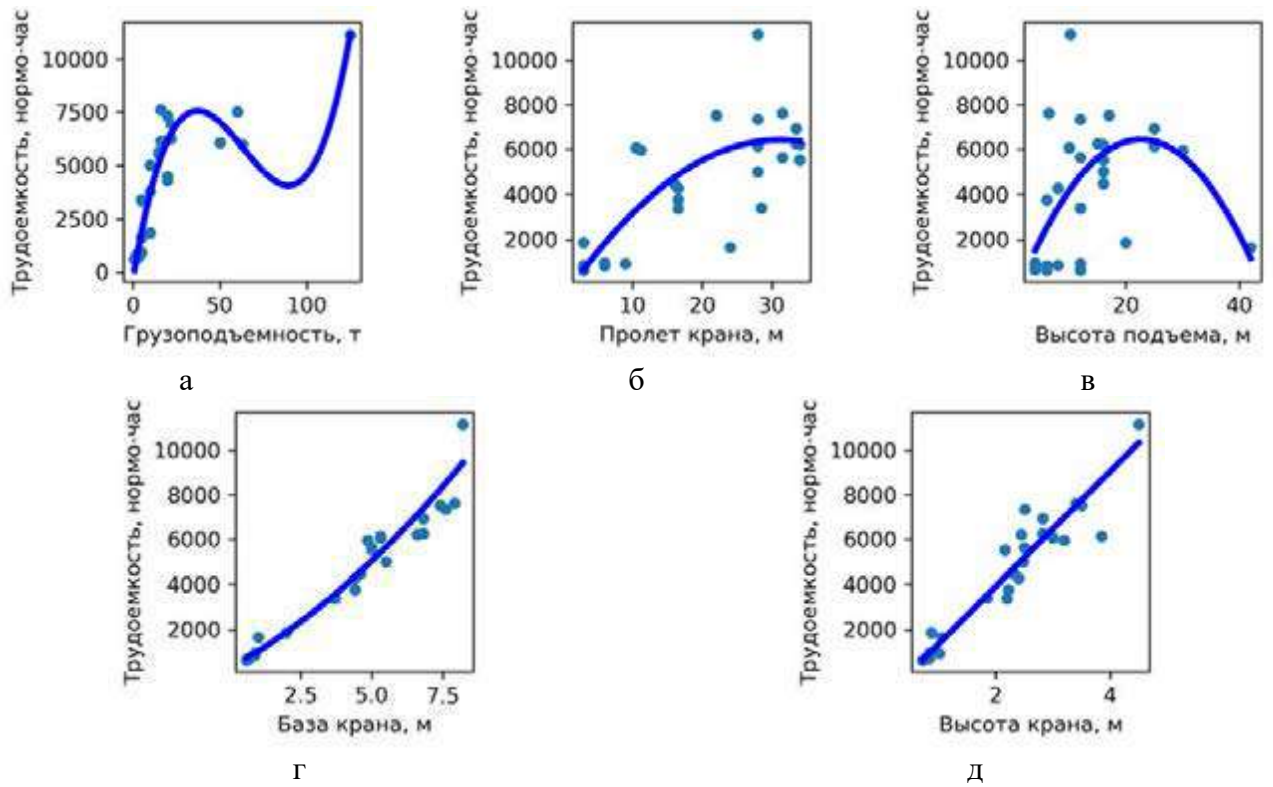 Трудоемкость, нормо-час
10000
7500
5000
2500
0
0 50 100
Грузоподъемность, т
а
Трудоемкость, нормо-час
10000
8000
6000
4000
2000
10 20 30
Пролет крана, м
б
Трудоемкость, нормо-час
10000
8000
6000
4000
2000
20 40
Высота подъема, м
в
Трудоемкость, нормо-час
10000
8000
6000
4000
2000
2.5 5.0 7.5
База крана, м
г
Трудоемкость, нормо-час
10000
8000
6000
4000
2000
2 4
Высота крана, м
д